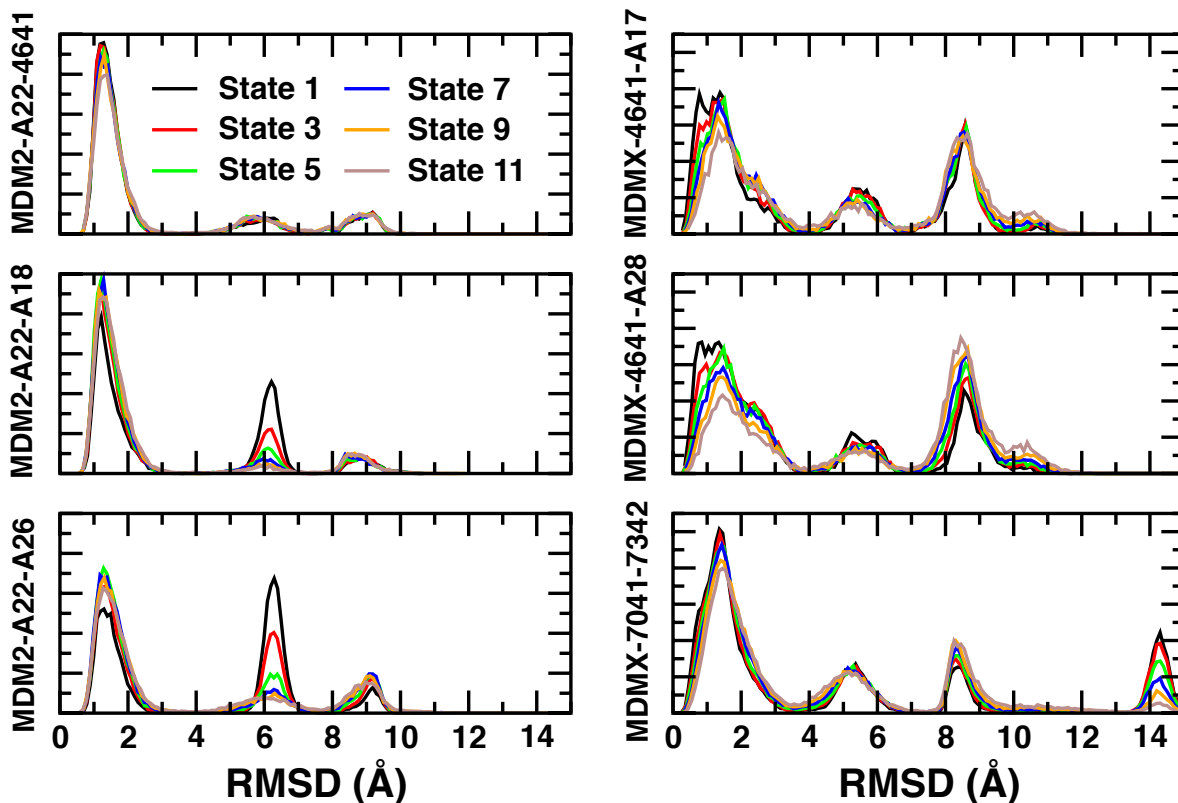 MDM2-A22-4641
State 1
State 7
State 3
State 9
State 5
State 11
MDMX-4641-A17
MDM2-A22-A18
MDMX-4641-A28
MDM2-A22-A26
MDMX-7041-7342
0 2 4 6 8 10 12 14
0 2 4 6 8 10 12 14
RMSD (Å)
RMSD (Å)